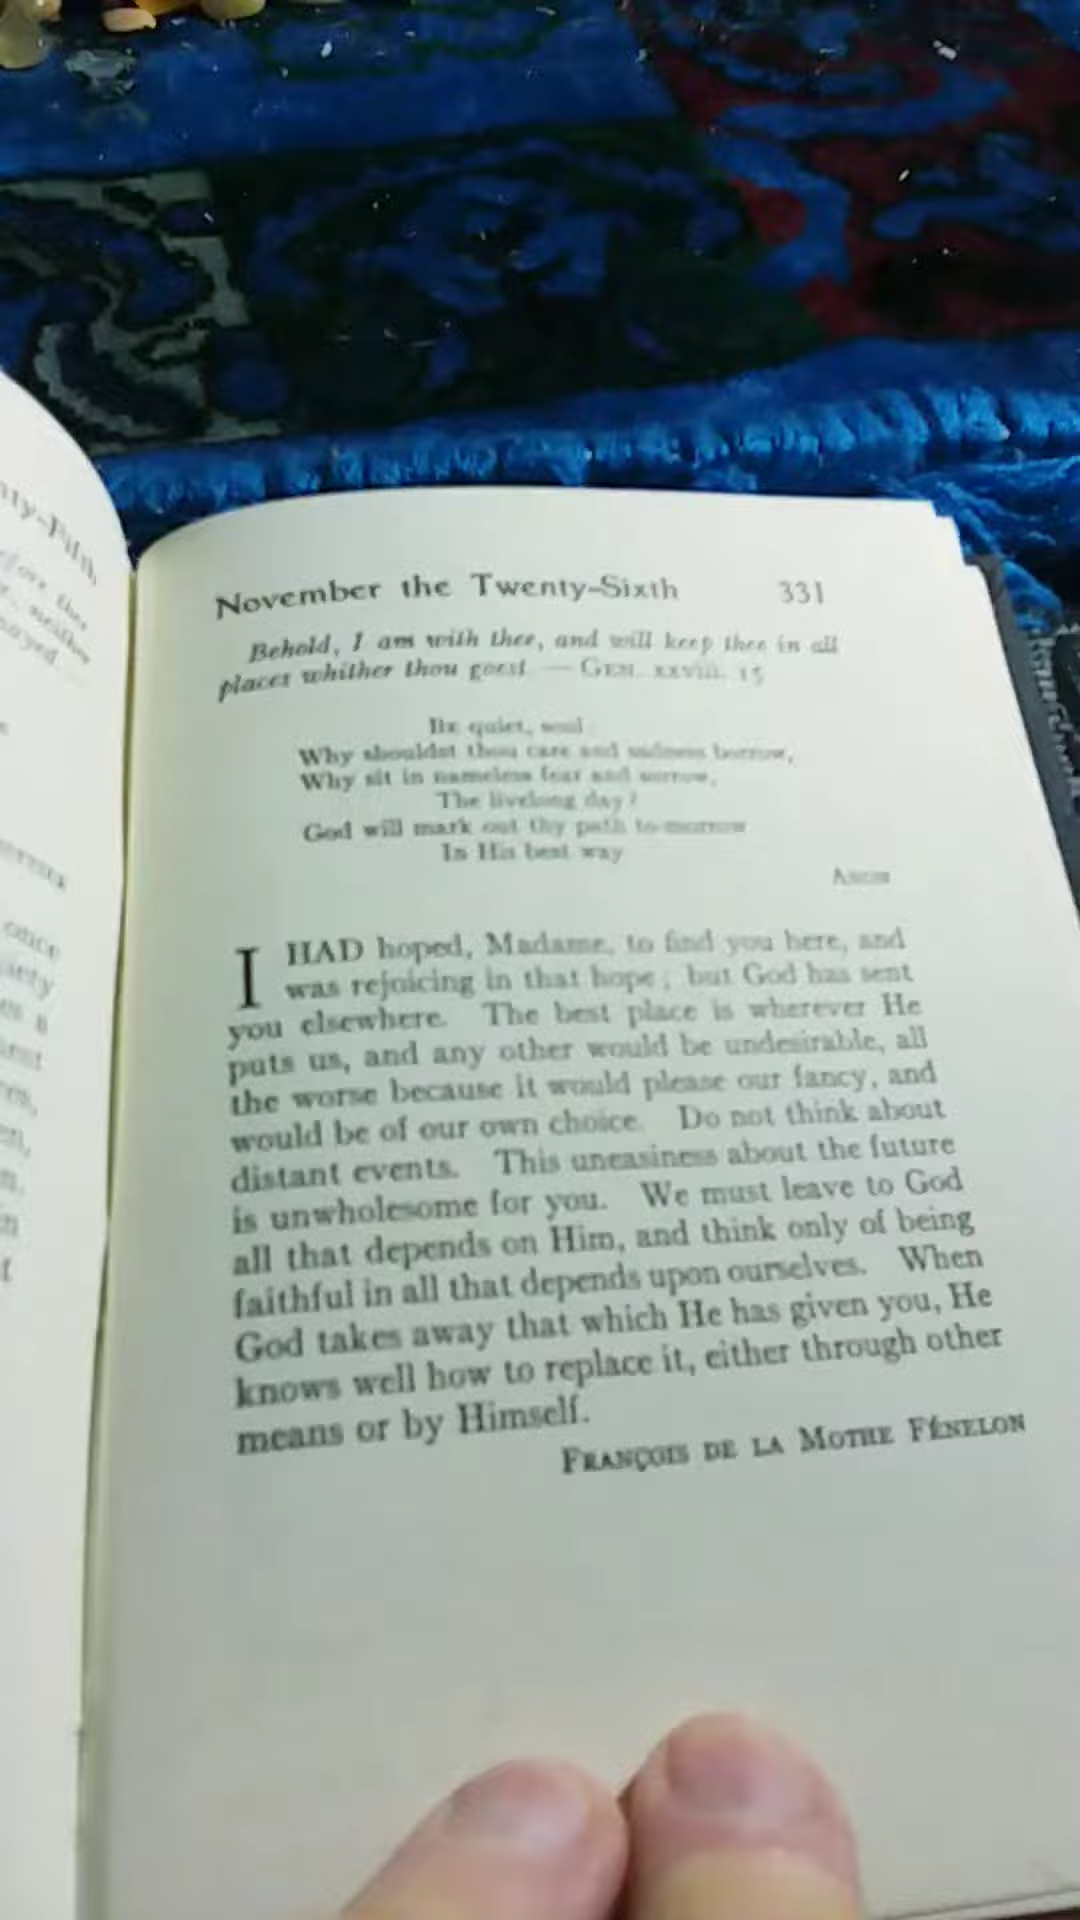 November the Twenty-Sixth 331
Behold, I am with thee, and will keep thee in all
places whither thou goest. — GEN. xxviii. 15
Be quiet, soul:
Why shouldst thou care and sadness borrow,
Why sit in nameless fear and sorrow,
The livelong day?
God will mark out thy path to-morrow
In His best way
ANON
I HAD hoped, Madame, to find you here, and
was rejoicing in that hope; but God has sent
you elsewhere. The best place is wherever He
puts us, and any other would be undesirable, all
the worse because it would please our fancy, and
would be of our own choice. Do not think about
distant events. This uneasiness about the future
is unwholesome for you. We must leave to God
all that depends on Him, and think only of being
faithful in all that depends upon ourselves. When
God takes away that which He has given you, He
knows well how to replace it, either through other
means or by Himself.
FRANÇOIS DE LA MOTHE FÉNELON